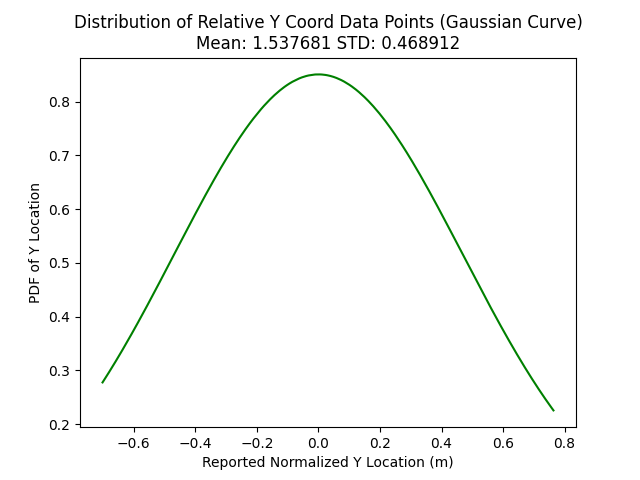 Distribution of Relative Y Coord Data Points (Gaussian Curve)
Mean: 1.537681 STD: 0.468912
0.8
0.7
0.6
0.5
0.4
0.3
0.2
PDF of Y Location
−0.6 −0.4 −0.2 0.0 0.2 0.4 0.6 0.8
Reported Normalized Y Location (m)